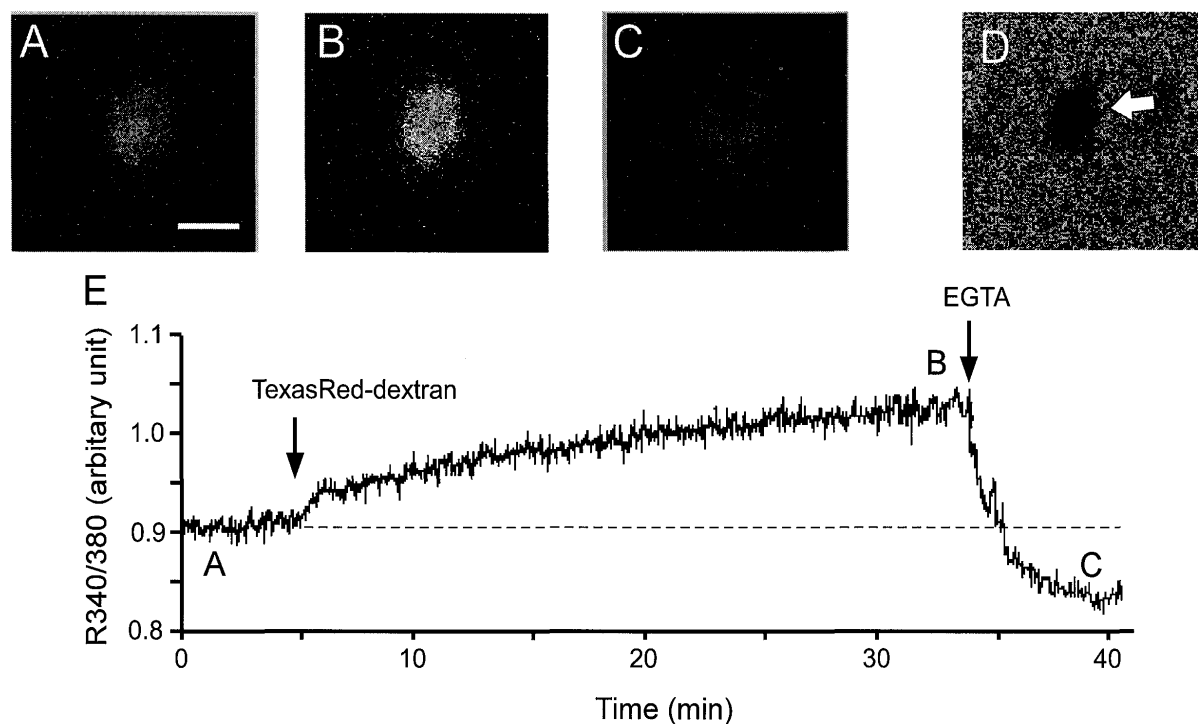 A
B
C
D
E
EGTA
TexasRed-dextran
B
A
C
R340/380 (arbitary unit)
1.1
1.0
0.9
0.8
0
10
20
30
40
Time (min)